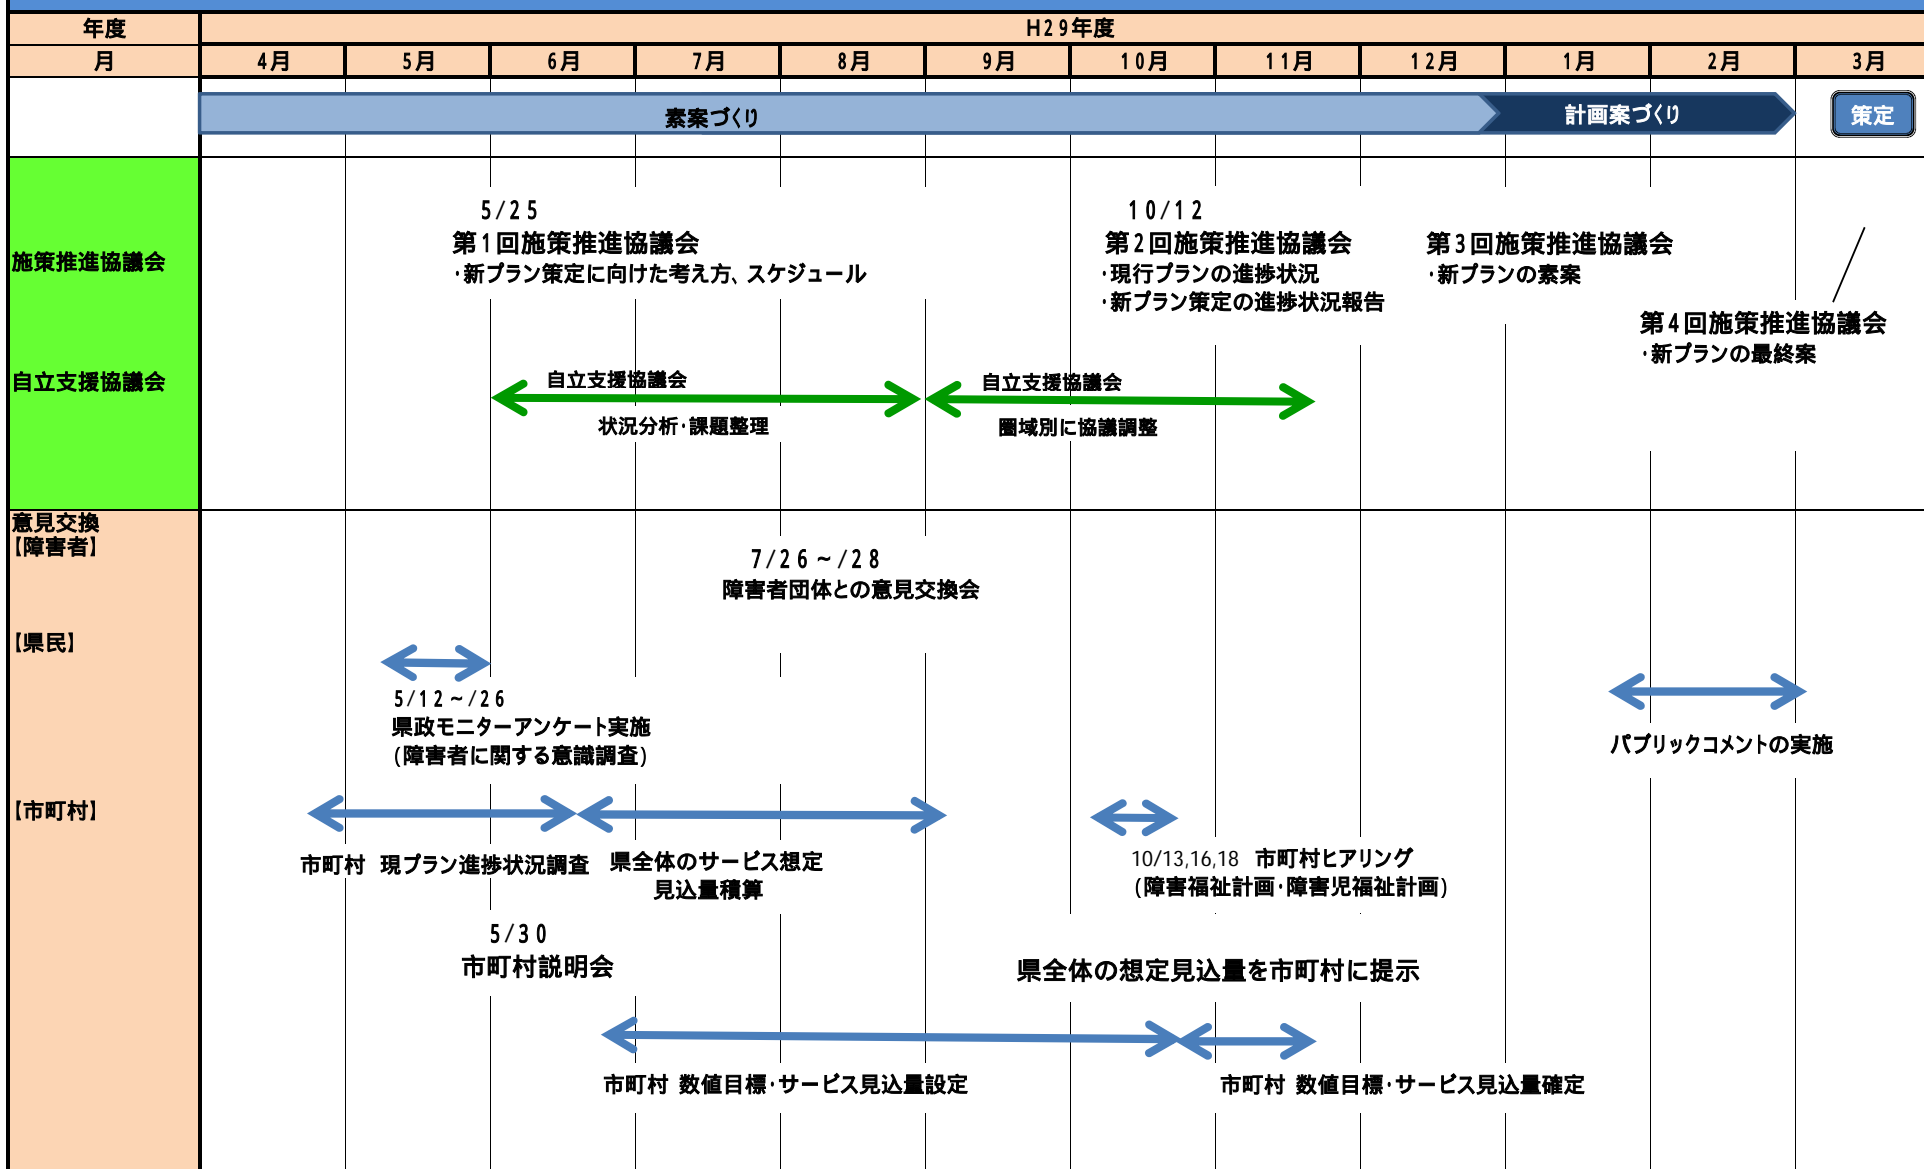 年度
H29年度
月
4月
5月
6月
7月
8月
9月
10月
11月
12月
1月
2月
3月
素案づくり
計画案づくり
策定
施策推進協議会
5/25
第1回施策推進協議会
・新プラン策定に向けた考え方、スケジュール
10/12
第2回施策推進協議会
・現行プランの進捗状況
・新プラン策定の進捗状況報告
第3回施策推進協議会
・新プランの素案
第4回施策推進協議会
・新プランの最終案
自立支援協議会
自立支援協議会
状況分析・課題整理
自立支援協議会
圏域別に協議調整
意見交換
【障害者】
7/26~/28
障害者団体との意見交換会
【県民】
5/12~/26
県政モニターアンケート実施
(障害者に関する意識調査)
パブリックコメントの実施
【市町村】
市町村 現プラン進捗状況調査
県全体のサービス想定
見込量積算
10/13,16,18 市町村ヒアリング
(障害福祉計画・障害児福祉計画)
5/30
市町村説明会
県全体の想定見込量を市町村に提示
市町村 数値目標・サービス見込量設定
市町村 数値目標・サービス見込量確定